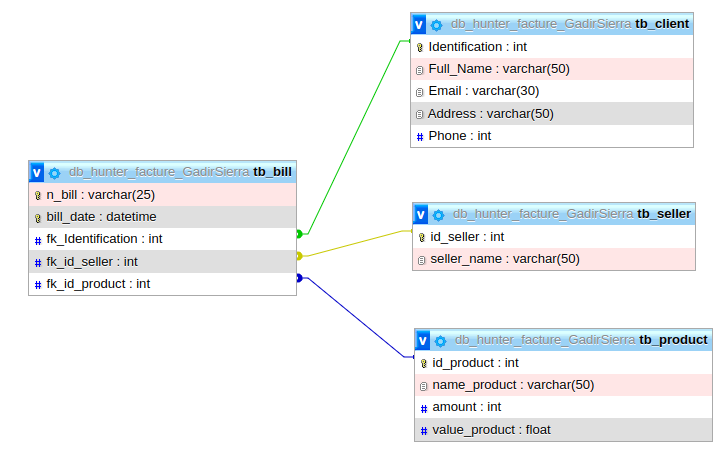 v db_hunter_facture_GadirSierra tb_client
Identification : int
Full_Name : varchar(50)
Email : varchar(30)
Address : varchar(50)
# Phone : int
v db_hunter_facture_GadirSierra tb_bill
n_bill : varchar(25)
bill_date : datetime
# fk_Identification : int
# fk_id_seller : int
# fk_id_product : int
v db_hunter_facture_GadirSierra tb_seller
id_seller : int
seller_name : varchar(50)
v db_hunter_facture_GadirSierra tb_product
id_product : int
name_product : varchar(50)
# amount : int
# value_product : float